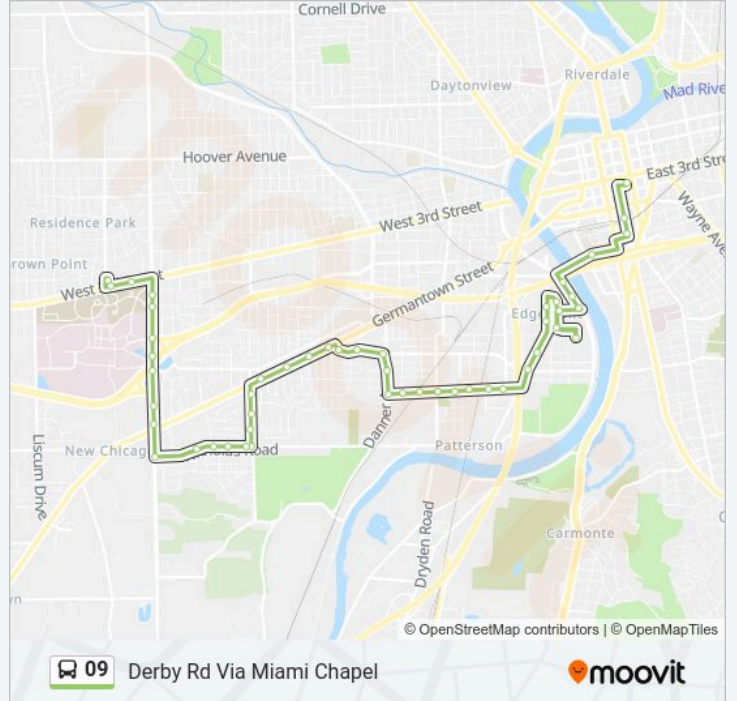 Cornell Drive
Riverdale
Daytonview
Mad Rive
Hoover Avenue
East 3rd Stre
West 3rd Street
Wayne Ave
Residence Park
rown Point
West
t
Germantown Street
Edge
Danner
New Chicag
Road
Patterson
Liscum Drive
Dryden Road
Carmonte
© OpenStreetMap contributors | © OpenMapTiles
09 Derby Rd Via Miami Chapel
moovit